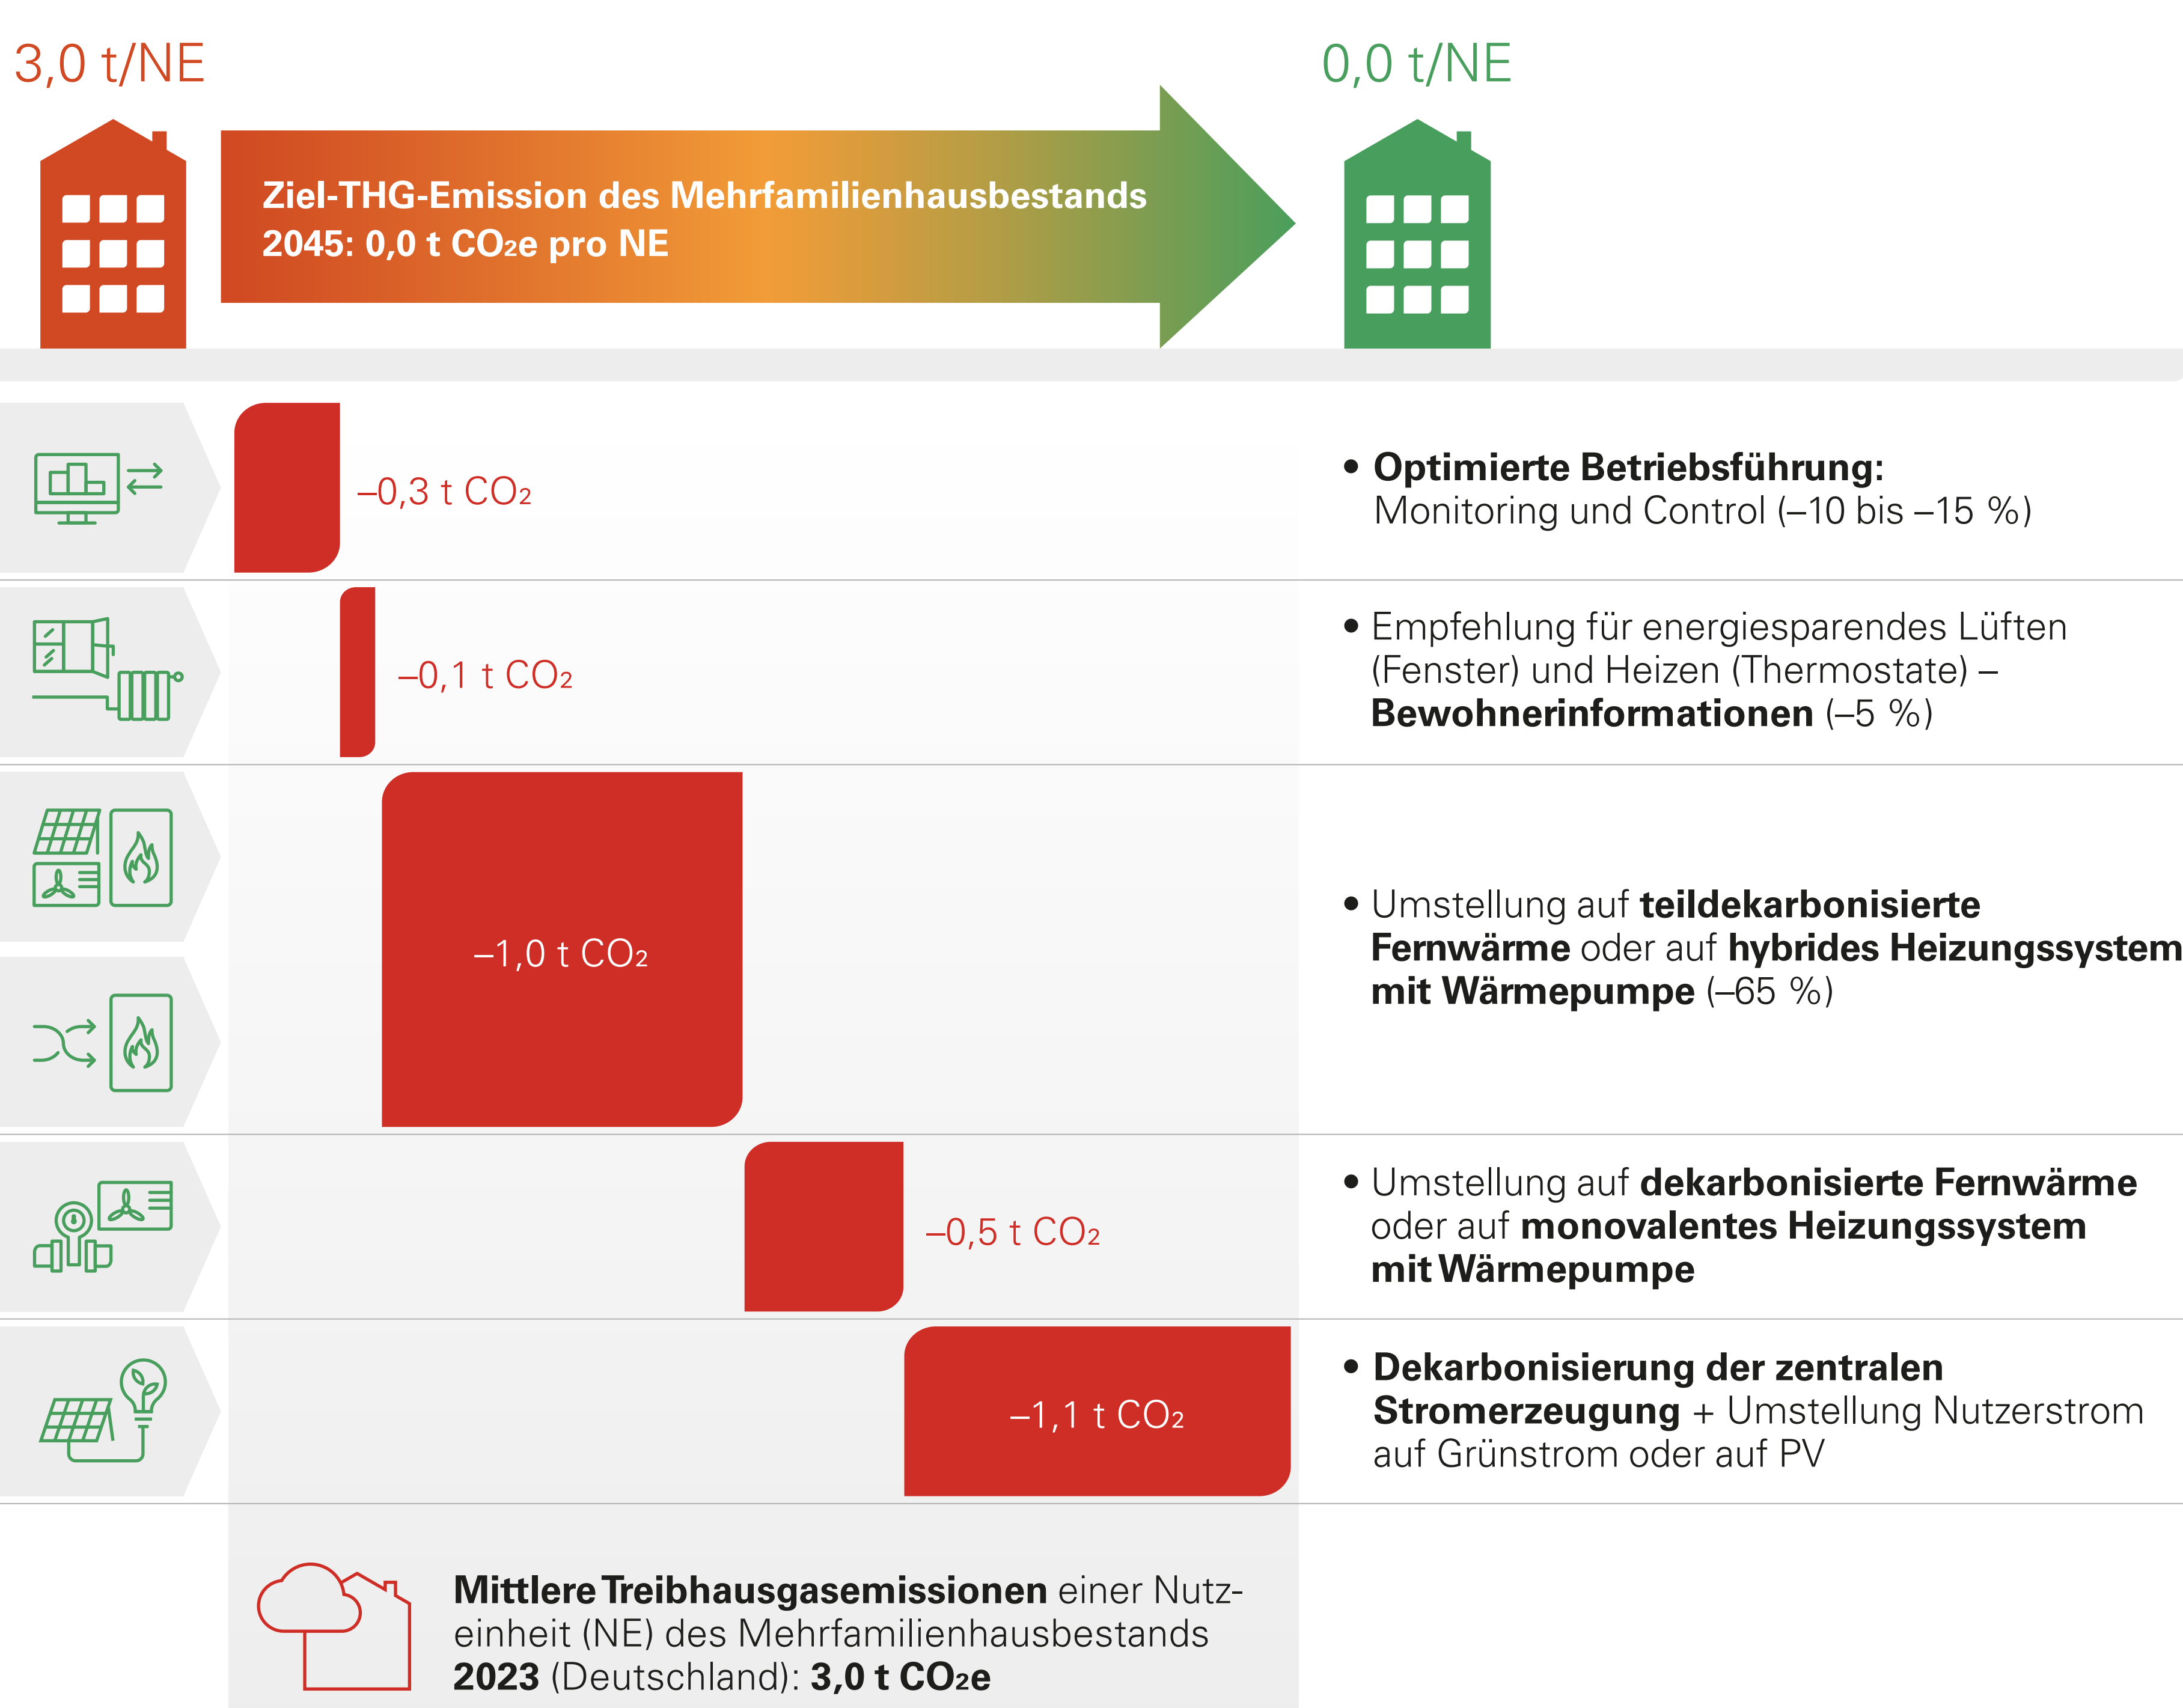 3,0 t/NE
0,0 t/NE
Ziel-THG-Emission des Mehrfamilienhausbestands
2045: 0,0 t CO₂e pro NE
–0,3 t CO₂
• Optimierte Betriebsführung:
Monitoring und Control (–10 bis –15 %)
–0,1 t CO₂
• Empfehlung für energiesparendes Lüften
(Fenster) und Heizen (Thermostate) –
Bewohnerinformationen (–5 %)
–1,0 t CO₂
• Umstellung auf teildekarbonisierte
Fernwärme oder auf hybrides Heizungssystem
mit Wärmepumpe (–65 %)
–0,5 t CO₂
• Umstellung auf dekarbonisierte Fernwärme
oder auf monovalentes Heizungssystem
mit Wärmepumpe
–1,1 t CO₂
• Dekarbonisierung der zentralen
Stromerzeugung + Umstellung Nutzerstrom
auf Grünstrom oder auf PV
Mittlere Treibhausgasemissionen einer Nutz-
einheit (NE) des Mehrfamilienhausbestands
2023 (Deutschland): 3,0 t CO₂e